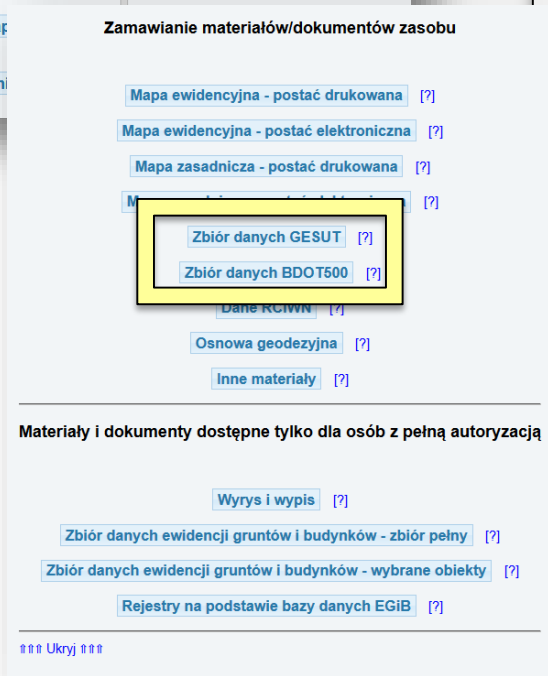 Zamawianie materiałów/dokumentów zasobu
Mapa ewidencyjna - postać drukowana [?]
Mapa ewidencyjna - postać elektroniczna [?]
Mapa zasadnicza - postać drukowana [?]
[?]
Zbiór danych GESUT [?]
Zbiór danych BDOT500 [?]
Dane RCiWN [?]
Osnowa geodezyjna [?]
Inne materiały [?]
Materiały i dokumenty dostępne tylko dla osób z pełną autoryzacją
Wyrys i wypis [?]
Zbiór danych ewidencji gruntów i budynków - zbiór pełny [?]
Zbiór danych ewidencji gruntów i budynków - wybrane obiekty [?]
Rejestry na podstawie bazy danych EGiB [?]
⇑⇑⇑ Ukryj ⇑⇑⇑